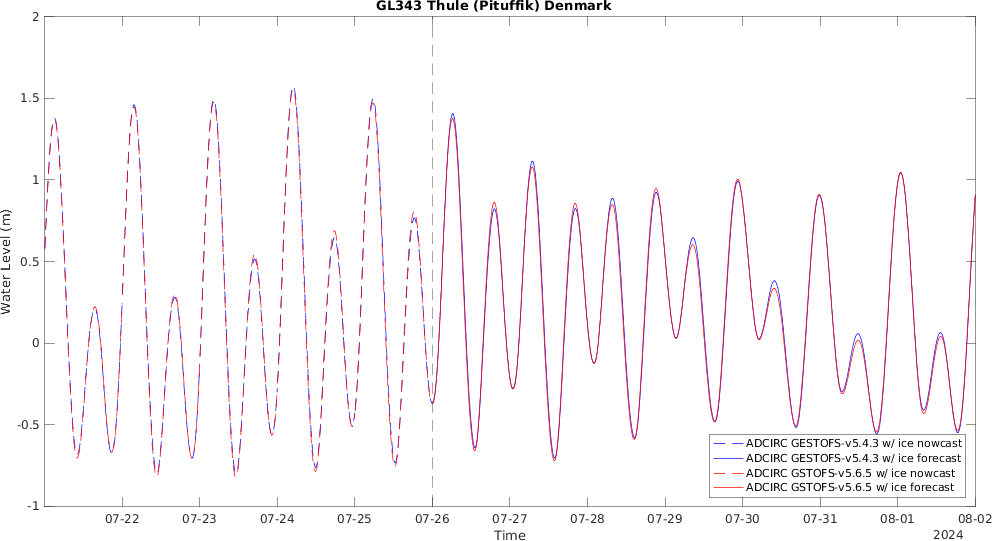 GL343 Thule (Pituffik) Denmark
2
1.5
1
0.5
0
-0.5
-1
Water Level (m)
ADCIRC GESTOFS-v5.4.3 w/ ice nowcast
ADCIRC GESTOFS-v5.4.3 w/ ice forecast
ADCIRC GSTOFS-v5.6.5 w/ ice nowcast
ADCIRC GSTOFS-v5.6.5 w/ ice forecast
07-22 07-23 07-24 07-25 07-26 07-27 07-28 07-29 07-30 07-31 08-01 08-02
Time
2024